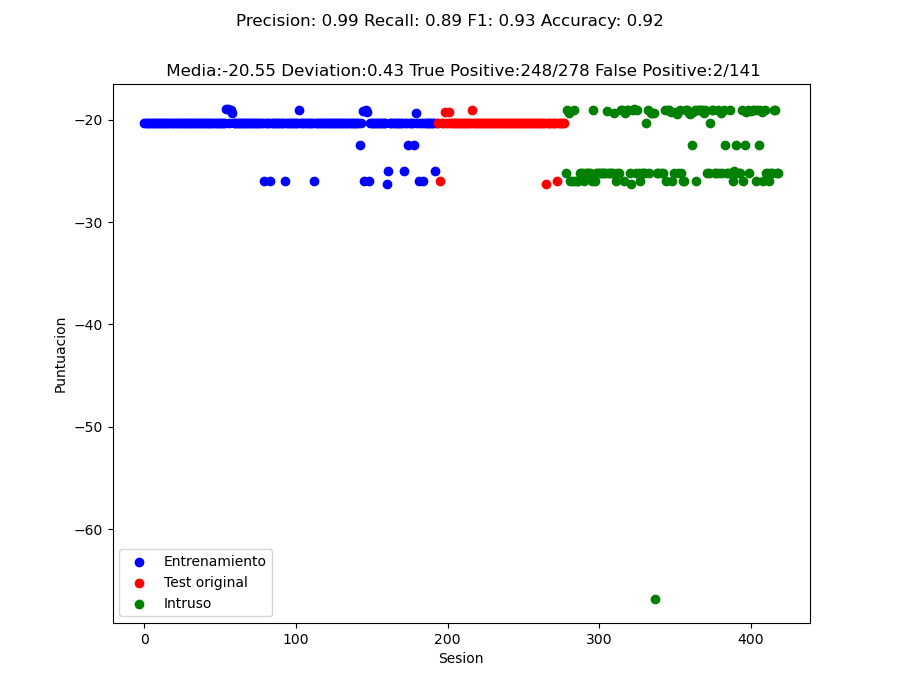 Precision: 0.99 Recall: 0.89 F1: 0.93 Accuracy: 0.92
Media:-20.55 Deviation:0.43 True Positive:248/278 False Positive:2/141
−20
−30
−40
−50
−60
Puntuacion
Entrenamiento
Test original
Intruso
0 100 200 300 400
Sesion